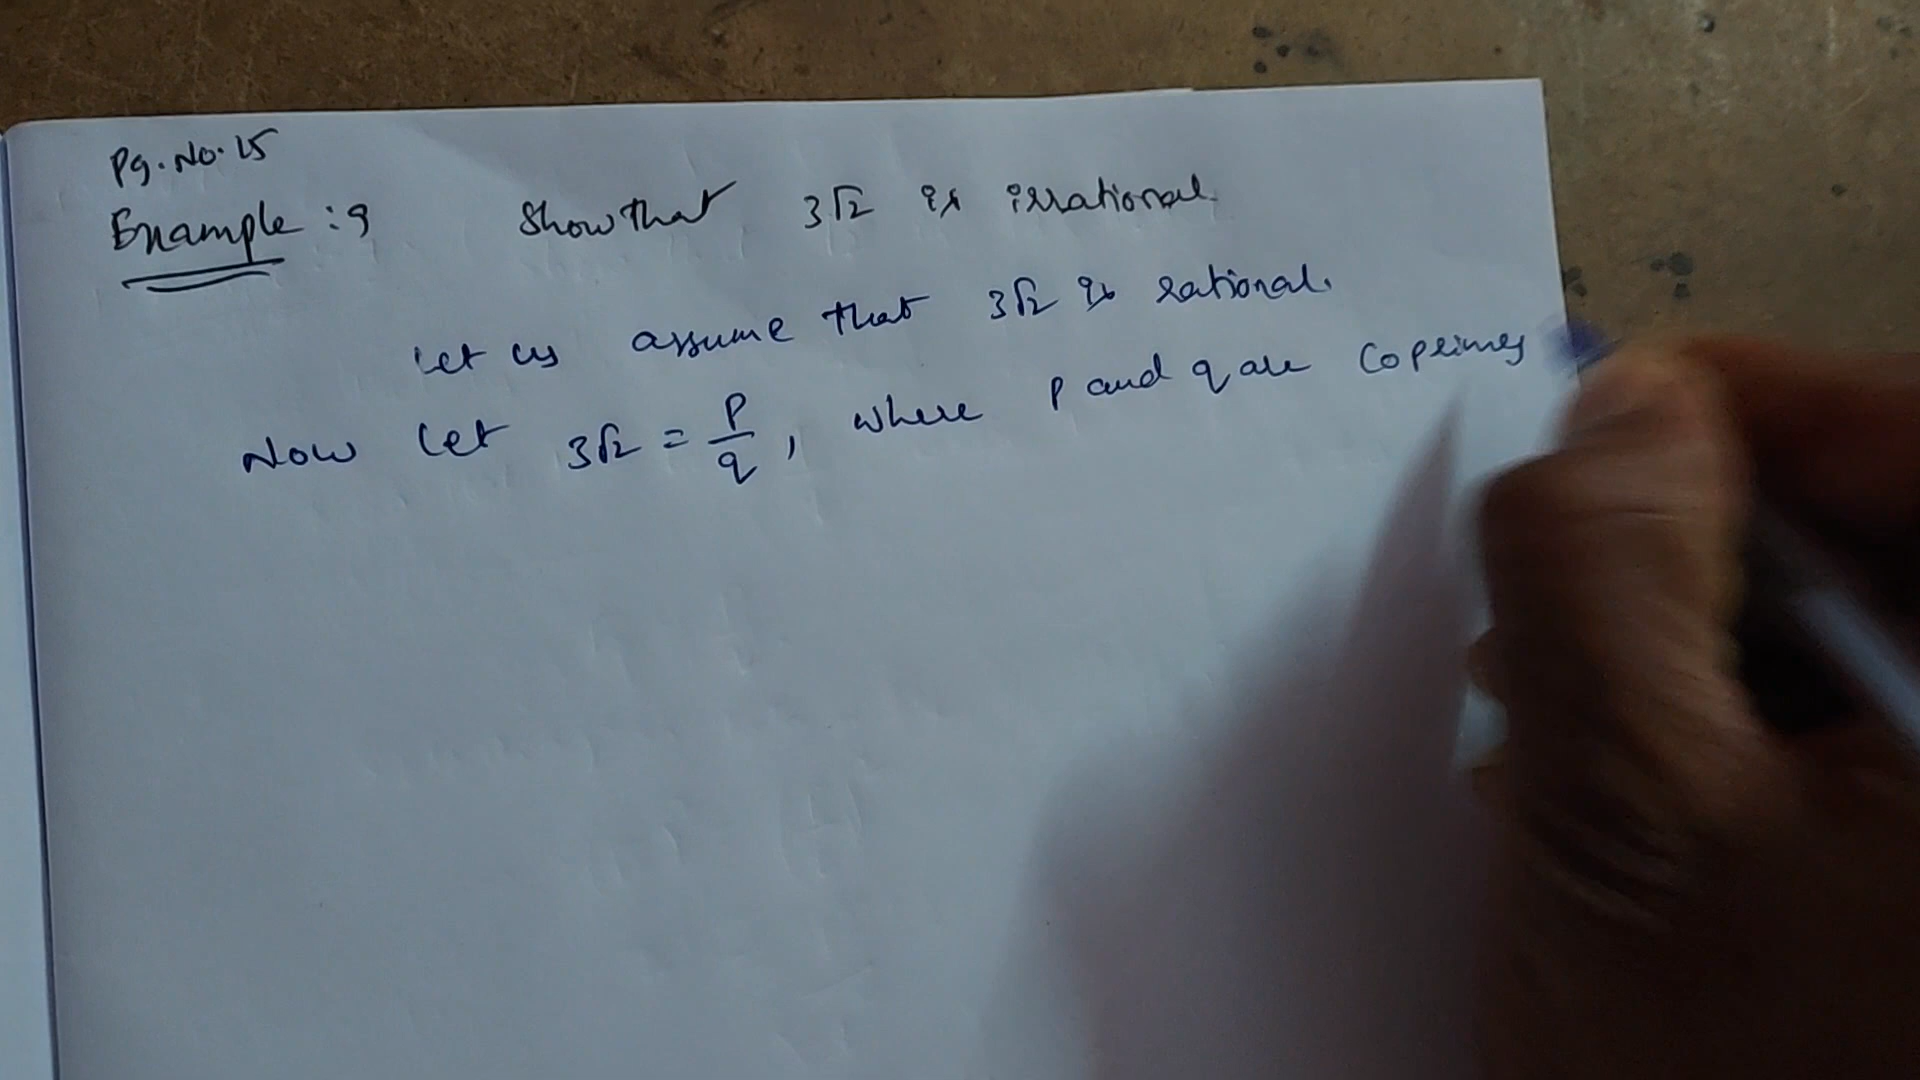 Pg. No. 15
Example : 9 Show that 3√2 is irrational.
Let us assume that 3√2 is rational.
Now let 3√2 = p/q, where p and q are coprimes